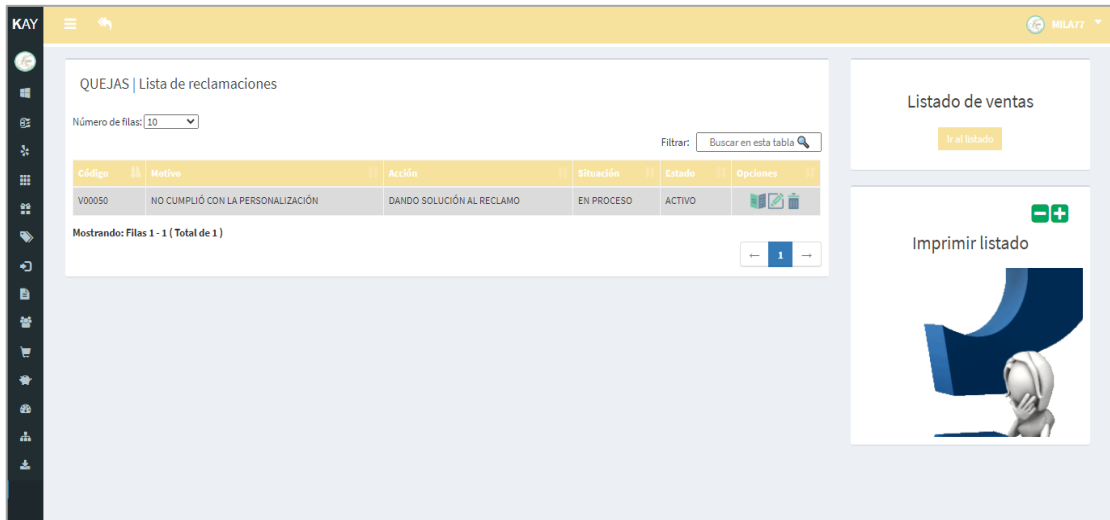 KAY
MILA77
QUEJAS | Lista de reclamaciones
Número de filas: 10
Filtrar: Buscar en esta tabla
Código Motivo Acción Situación Estado Opciones
V00050 NO CUMPLIÓ CON LA PERSONALIZACIÓN DANDO SOLUCIÓN AL RECLAMO EN PROCESO ACTIVO
Mostrando: Filas 1 - 1 ( Total de 1 )
← 1 →
Listado de ventas
Ir al listado
Imprimir listado